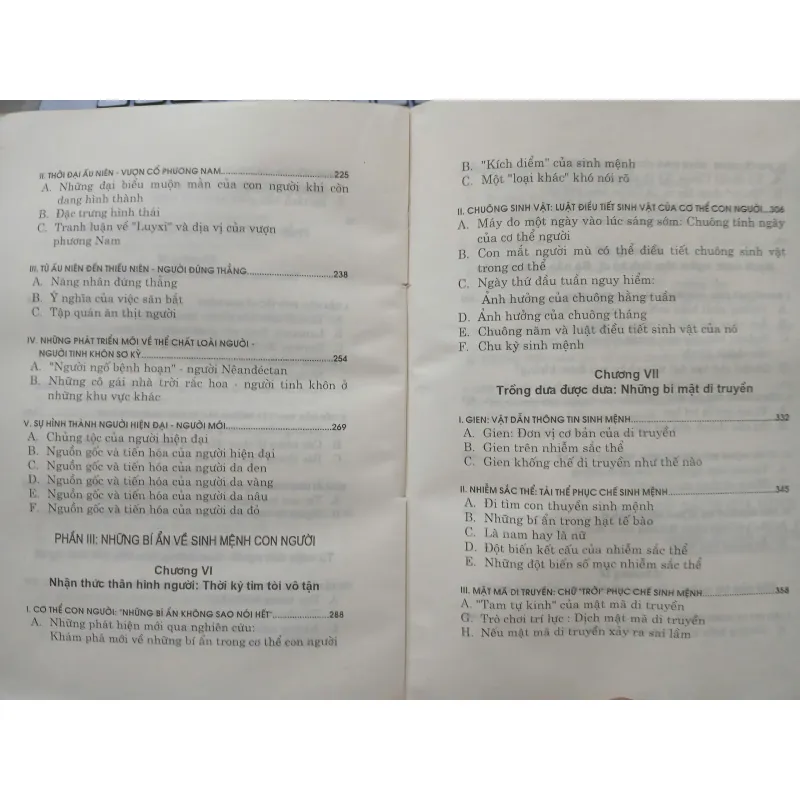 II. THỜI ĐẠI ẤU NIÊN - VƯỢN CỔ PHƯƠNG NAM....................225
A. Những đại biểu muộn mằn của con người khi còn
đang hình thành
B. Đặc trưng hình thái
C. Tranh luận về "Luyxi" và địa vị của vượn
phương Nam
III. TỪ ẤU NIÊN ĐẾN THIẾU NIÊN - NGƯỜI ĐỨNG THẲNG....................238
A. Năng nhân đứng thẳng
B. Ý nghĩa của việc săn bắt
C. Tập quán ăn thịt người
IV. NHỮNG PHÁT TRIỂN MỚI VỀ THỂ CHẤT LOÀI NGƯỜI -
NGƯỜI TINH KHÔN SƠ KỲ....................254
A. "Người ngố bệnh hoạn" - người Nêandéctan
B. Những cô gái nhà trời rắc hoa - người tinh khôn ở
những khu vực khác
V. SỰ HÌNH THÀNH NGƯỜI HIỆN ĐẠI - NGƯỜI MỚI....................269
A. Chủng tộc của người hiện đại
B. Nguồn gốc và tiến hóa của người hiện đại
C. Nguồn gốc và tiến hóa của người da đen
D. Nguồn gốc và tiến hóa của người da vàng
E. Nguồn gốc và tiến hóa của người da nâu
F. Nguồn gốc và tiến hóa của người da đỏ
PHẦN III: NHỮNG BÍ ẨN VỀ SINH MỆNH CON NGƯỜI
Chương VI
Nhận thức thân hình người: Thời kỳ tìm tòi vô tận
I. CƠ THỂ CON NGƯỜI: "NHỮNG BÍ ẨN KHÔNG SAO NÓI HẾT"....................288
A. Những phát hiện mới qua nghiên cứu:
Khám phá mới về những bí ẩn trong cơ thể con người
B. "Kích điểm" của sinh mệnh
C. Một "loại khác" khó nói rõ
II. CHUÔNG SINH VẬT: LUẬT ĐIỀU TIẾT SINH VẬT CỦA CƠ THỂ CON NGƯỜI...306
A. Máy đo một ngày vào lúc sáng sớm: Chuông tính ngày
của cơ thể người
B. Con mắt người mù có thể điều tiết chuông sinh vật
trong cơ thể
C. Ngày thứ đầu tuần nguy hiểm:
Ảnh hưởng của chuông hằng tuần
D. Ảnh hưởng của chuông tháng
E. Chuông năm và luật điều tiết sinh vật của nó
F. Chu kỳ sinh mệnh
Chương VII
Trồng dưa được dưa: Những bí mật di truyền
I. GIEN: VẬT DẪN THÔNG TIN SINH MỆNH....................332
A. Gien: Đơn vị cơ bản của di truyền
B. Gien trên nhiễm sắc thể
C. Gien khống chế di truyền như thế nào
II. NHIỄM SẮC THỂ: TẢI THỂ PHỤC CHẾ SINH MỆNH....................345
A. Đi tìm con thuyền sinh mệnh
B. Những bí ẩn trong hạt tế bào
C. Là nam hay là nữ
D. Đột biến kết cấu của nhiễm sắc thể
E. Những đột biến số mục nhiễm sắc thể
III. MẬT MÃ DI TRUYỀN: CHỮ "TRỜI" PHỤC CHẾ SINH MỆNH....................358
A. "Tam tự kinh" của mật mã di truyền
G. Trò chơi trí lực : Dịch mật mã di truyền
H. Nếu mật mã di truyền xảy ra sai lầm